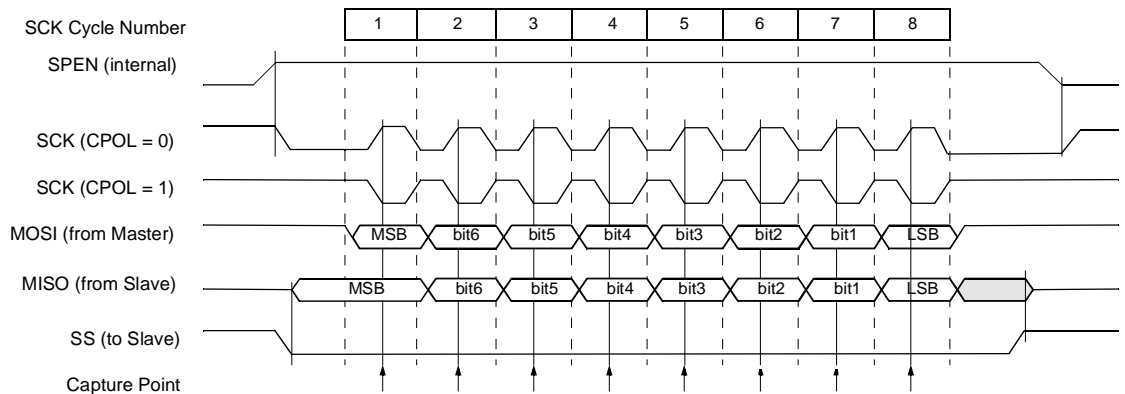 SCK Cycle Number 1 2 3 4 5 6 7 8
SPEN (internal)
SCK (CPOL = 0)
SCK (CPOL = 1)
MOSI (from Master) MSB bit6 bit5 bit4 bit3 bit2 bit1 LSB
MISO (from Slave) MSB bit6 bit5 bit4 bit3 bit2 bit1 LSB
SS (to Slave)
Capture Point